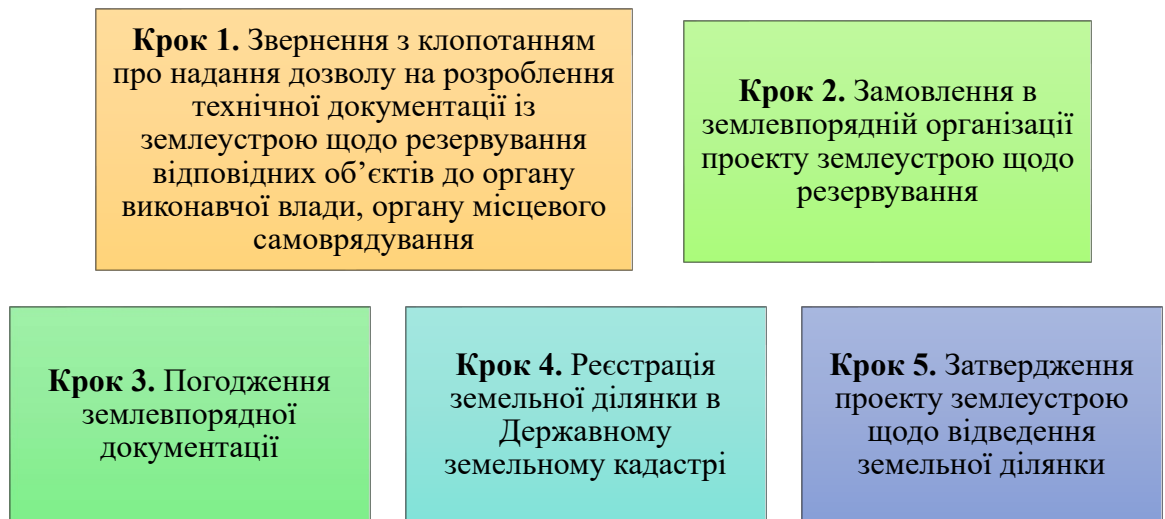 Крок 1. Звернення з клопотанням
про надання дозволу на розроблення
технічної документації із
землеустрою щодо резервування
відповідних об’єктів до органу
виконавчої влади, органу місцевого
самоврядування
Крок 2. Замовлення в
землевпорядній організації
проекту землеустрою щодо
резервування
Крок 3. Погодження
землевпорядної
документації
Крок 4. Реєстрація
земельної ділянки в
Державному
земельному кадастрі
Крок 5. Затвердження
проекту землеустрою
щодо відведення
земельної ділянки